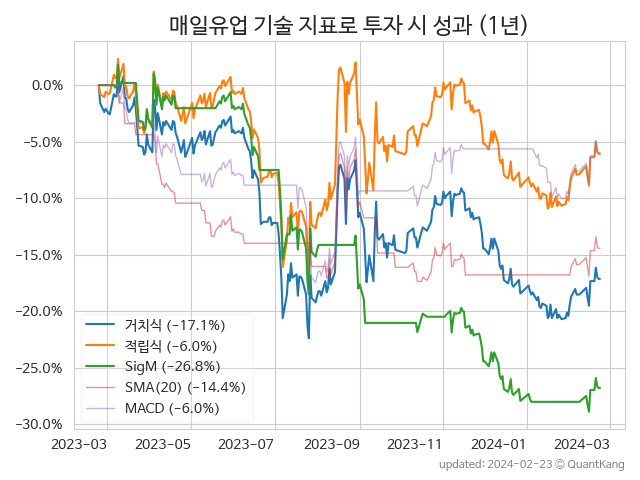 매일유업 기술 지표로 투자 시 성과 (1년)
0.0%
−5.0%
−10.0%
−15.0%
−20.0%
−25.0%
−30.0%
거치식 (−17.1%)
적립식 (−6.0%)
SigM (−26.8%)
SMA(20) (−14.4%)
MACD (−6.0%)
2023−03 2023−05 2023−07 2023−09 2023−11 2024−01 2024−03
updated: 2024−02−23 ⓒ QuantKang